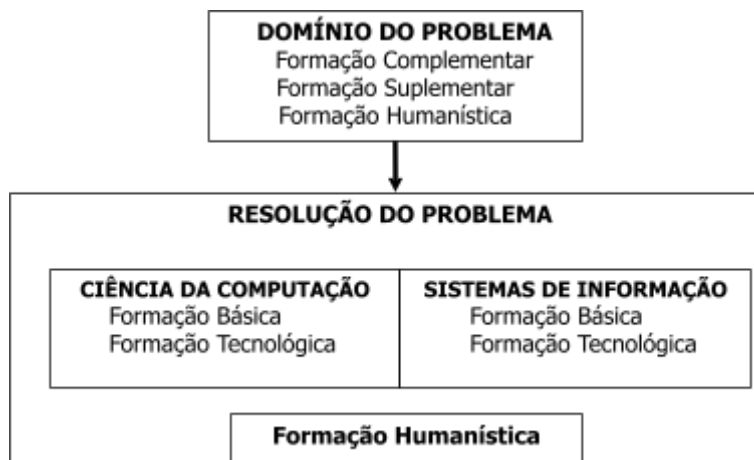 DOMÍNIO DO PROBLEMA
Formação Complementar
Formação Suplementar
Formação Humanística
RESOLUÇÃO DO PROBLEMA
CIÊNCIA DA COMPUTAÇÃO
Formação Básica
Formação Tecnológica
SISTEMAS DE INFORMAÇÃO
Formação Básica
Formação Tecnológica
Formação Humanística